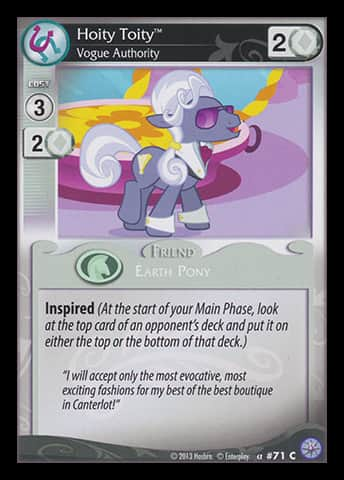 Hoity Toity™
Vogue Authority
2
COST
3
2
FRIEND
EARTH PONY
Inspired (At the start of your Main Phase, look
at the top card of an opponent's deck and put it on
either the top or the bottom of that deck.)
"I will accept only the most evocative, most
exciting fashions for my best of the best boutique
in Canterlot!"
© 2013 Hasbro. © Enterplay. α #71 C